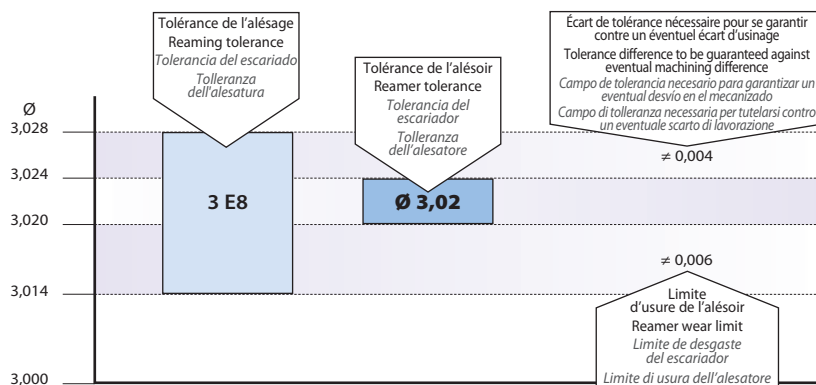 Tolérance de l'alésage
Reaming tolerance
Tolerancia del escariado
Tolleranza
dell'alesatura
Tolérance de l'alésoir
Reamer tolerance
Tolerancia del
escariador
Tolleranza
dell'alesatore
Écart de tolérance nécessaire pour se garantir
contre un éventuel écart d'usinage
Tolerance difference to be guaranteed against
eventual machining difference
Campo de tolerancia necesario para garantizar un
eventual desvío en el mecanizado
Campo di tolleranza necessaria per tutelarsi contro
un eventuale scarto di lavorazione
Ø
3,028
3,024
3,020
3,014
3,000
3 E8
Ø 3,02
≠ 0,004
≠ 0,006
Limite
d'usure de l'alésoir
Reamer wear limit
Limite de desgaste
del escariador
Limite di usura dell'alesatore